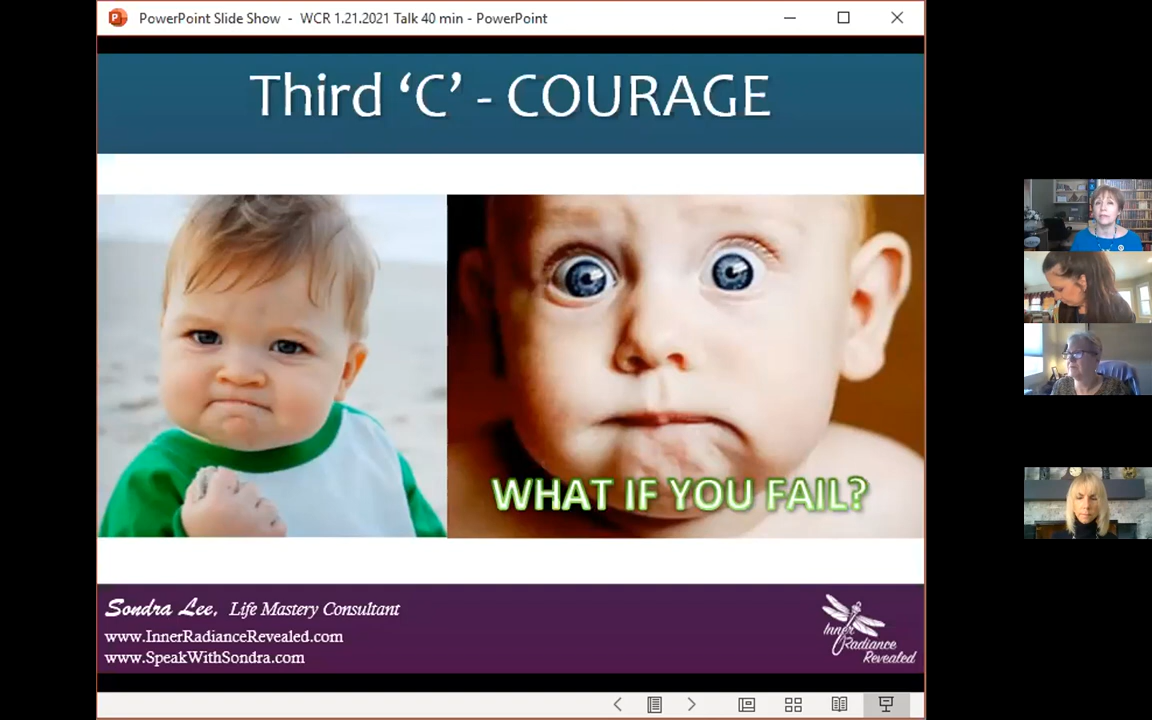 PowerPoint Slide Show - WCR 1.21.2021 Talk 40 min - PowerPoint
Third ‘C’ - COURAGE
WHAT IF YOU FAIL?
Sondra Lee, Life Mastery Consultant
www.InnerRadianceRevealed.com
www.SpeakWithSondra.com
Inner
Radiance
Revealed